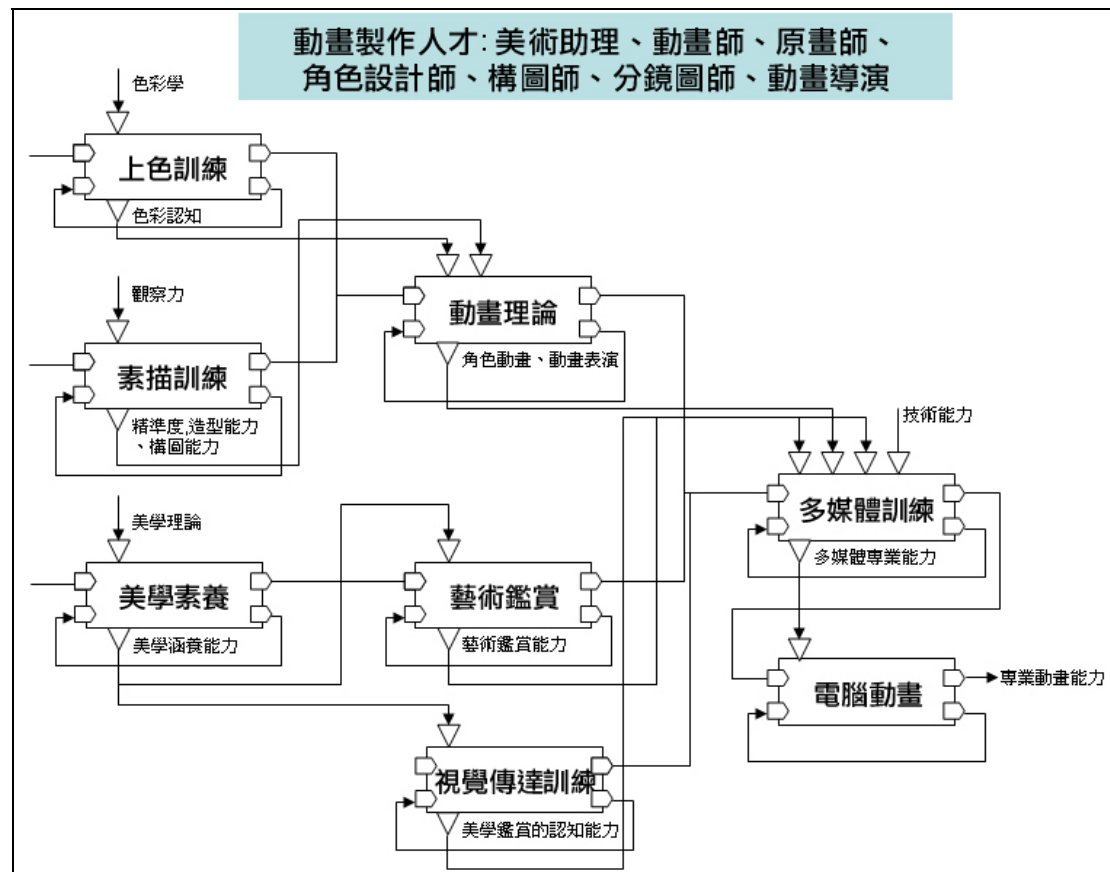 動畫製作人才: 美術助理、動畫師、原畫師、
角色設計師、構圖師、分鏡圖師、動畫導演
色彩學
上色訓練
色彩認知
觀察力
動畫理論
角色動畫、動畫表演
素描訓練
精準度,造型能力
、構圖能力
技術能力
多媒體訓練
多媒體專業能力
美學理論
美學素養
美學涵養能力
藝術鑑賞
藝術鑑賞能力
電腦動畫
專業動畫能力
視覺傳達訓練
美學鑑賞的認知能力